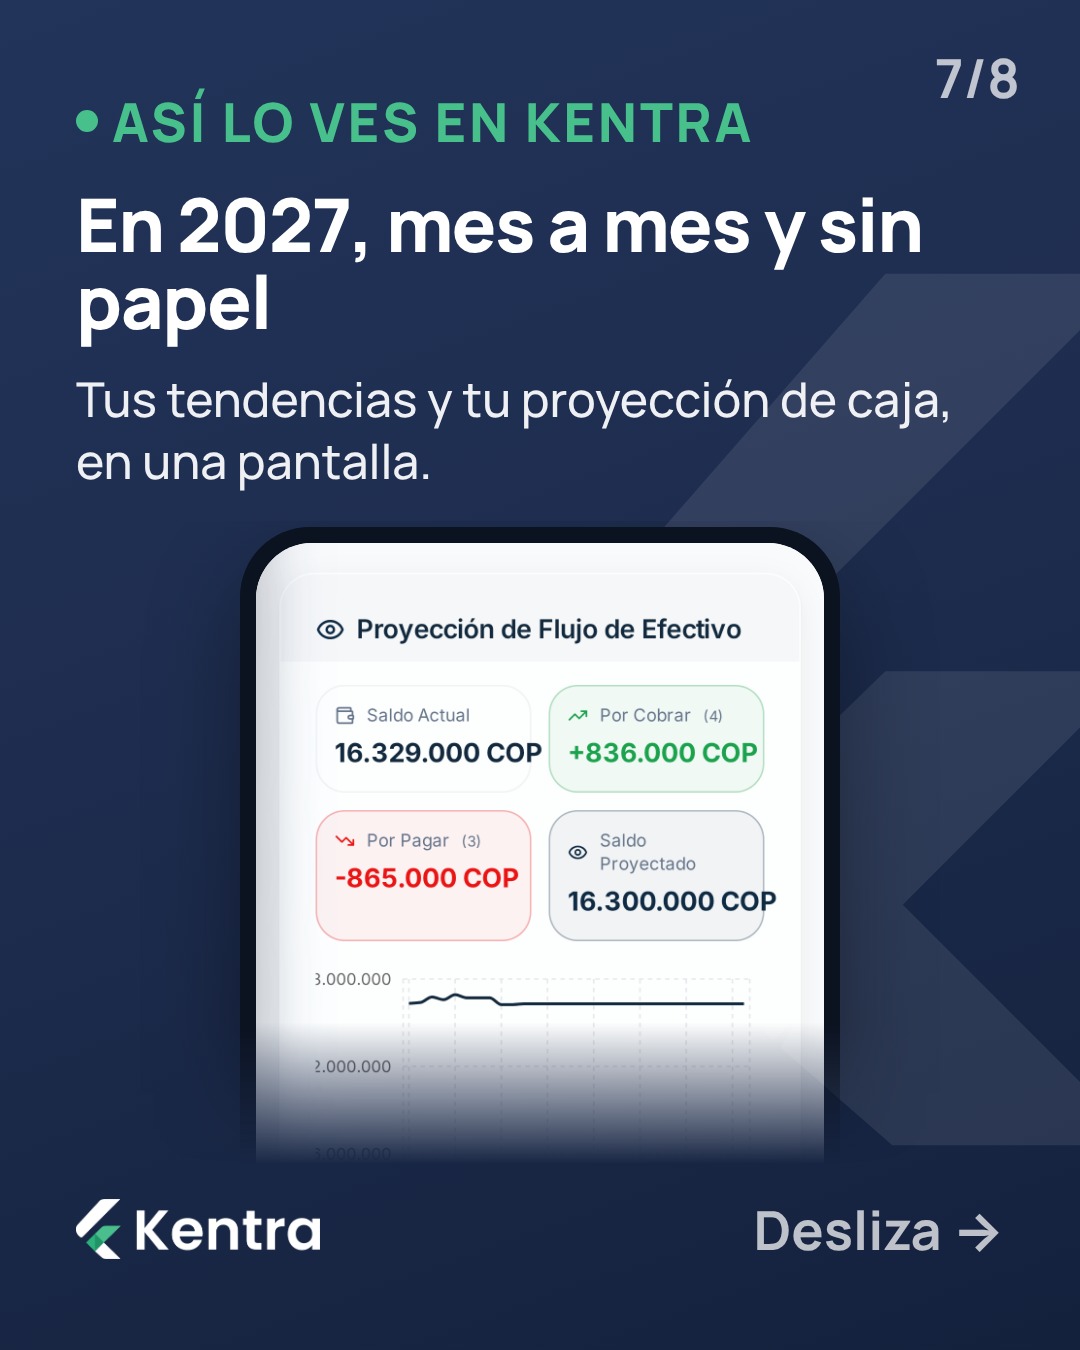 7/8
ASÍ LO VES EN KENTRA
En 2027, mes a mes y sin
papel
Tus tendencias y tu proyección de caja,
en una pantalla.
Proyección de Flujo de Efectivo
Saldo Actual
16.329.000 COP
Por Cobrar (4)
+836.000 COP
Por Pagar (3)
-865.000 COP
Saldo
Proyectado
16.300.000 COP
3.000.000
2.000.000
Kentra
Desliza →